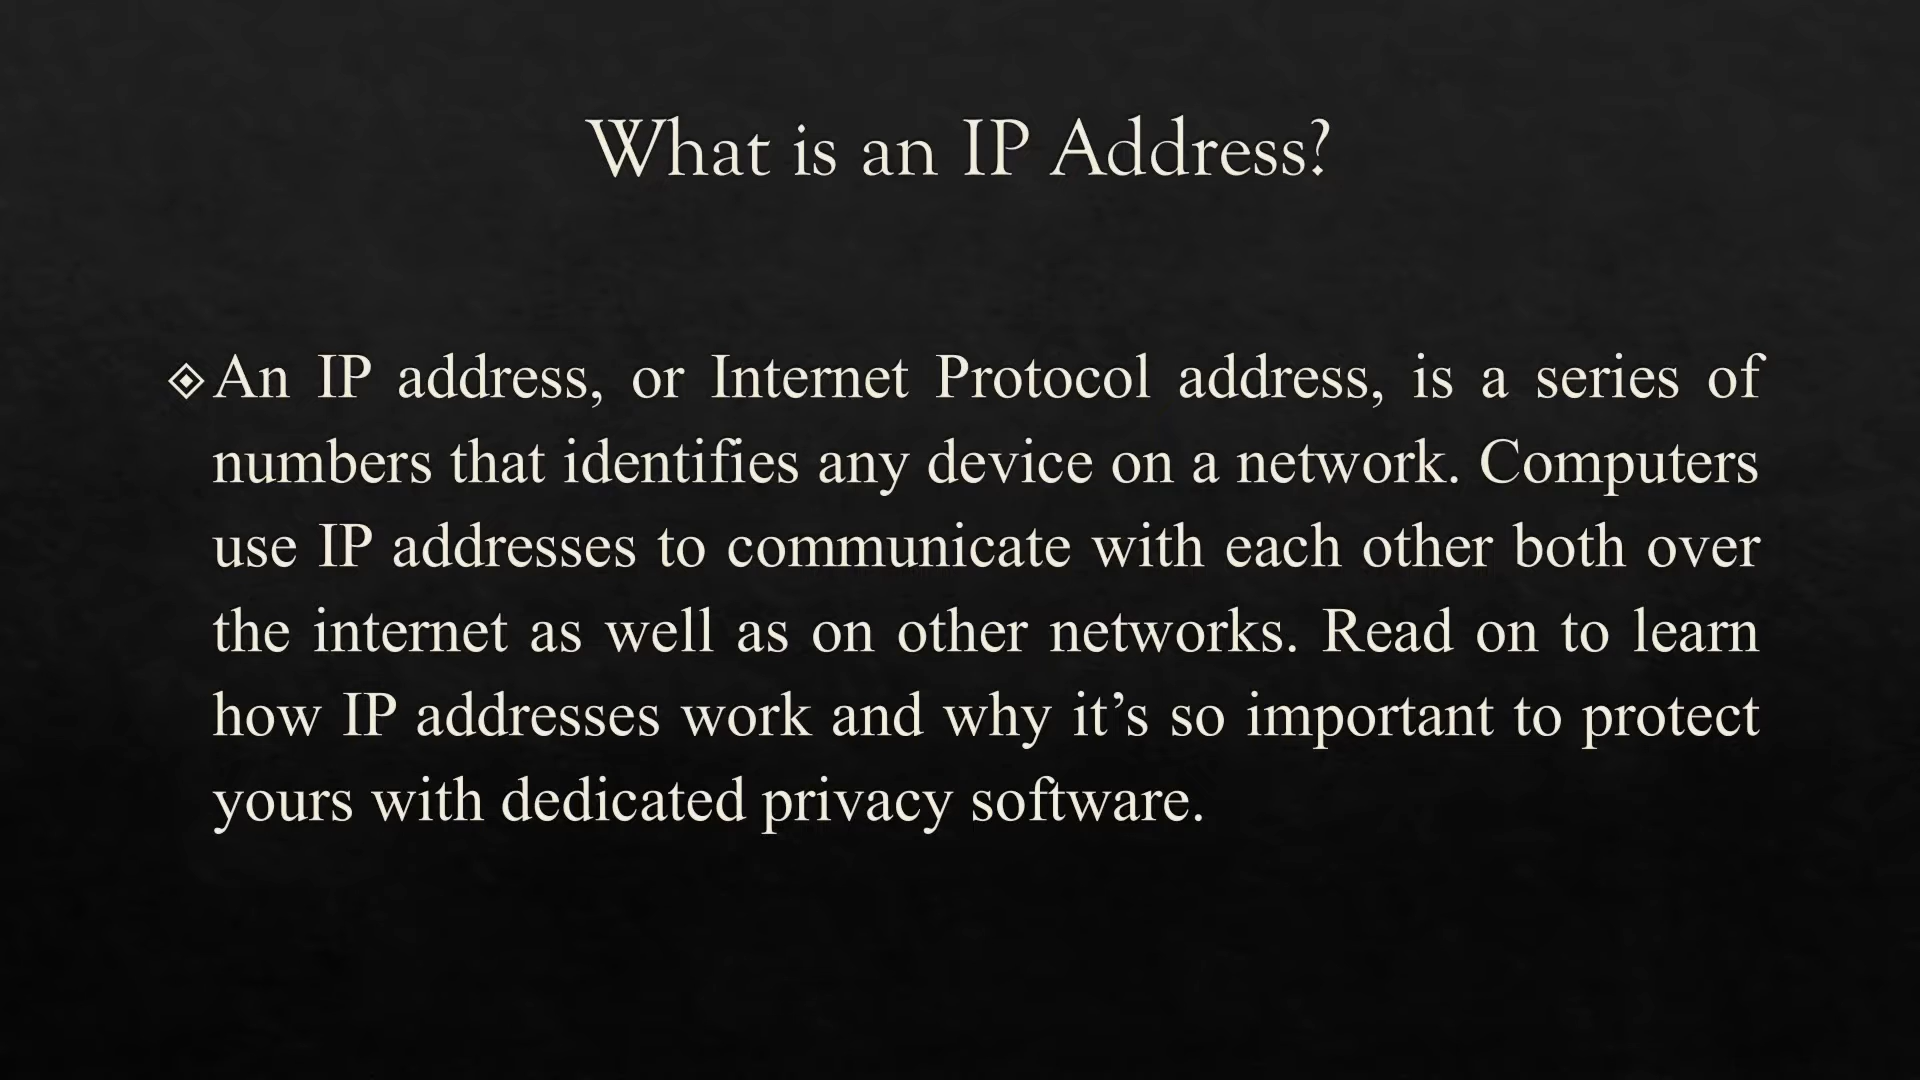 What is an IP Address?
An IP address, or Internet Protocol address, is a series of
numbers that identifies any device on a network. Computers
use IP addresses to communicate with each other both over
the internet as well as on other networks. Read on to learn
how IP addresses work and why it’s so important to protect
yours with dedicated privacy software.